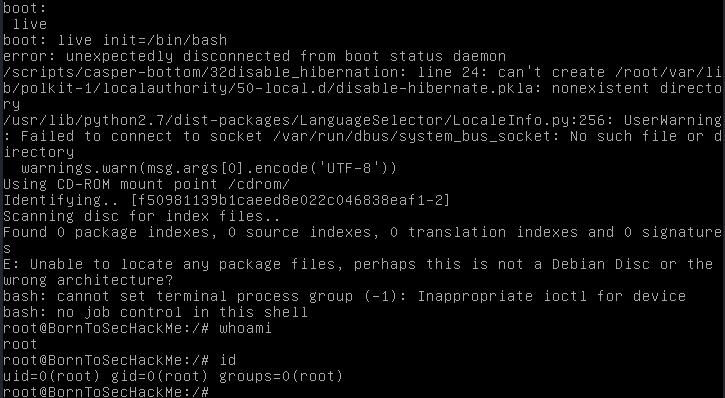 boot:
 live
boot: live init=/bin/bash
error: unexpectedly disconnected from boot status daemon
/scripts/casper-bottom/32disable_hibernation: line 24: can't create /root/var/li
b/polkit-1/localauthority/50-local.d/disable-hibernate.pkla: nonexistent directo
ry
/usr/lib/python2.7/dist-packages/LanguageSelector/LocaleInfo.py:256: UserWarning
: Failed to connect to socket /var/run/dbus/system_bus_socket: No such file or d
irectory
  warnings.warn(msg.args[0].encode('UTF-8'))
Using CD-ROM mount point /cdrom/
Identifying.. [f50981139b1caeed8e022c046838eaf1-2]
Scanning disc for index files..
Found 0 package indexes, 0 source indexes, 0 translation indexes and 0 signature
s
E: Unable to locate any package files, perhaps this is not a Debian Disc or the
wrong architecture?
bash: cannot set terminal process group (-1): Inappropriate ioctl for device
bash: no job control in this shell
root@BornToSecHackMe:/# whoami
root
root@BornToSecHackMe:/# id
uid=0(root) gid=0(root) groups=0(root)
root@BornToSecHackMe:/#